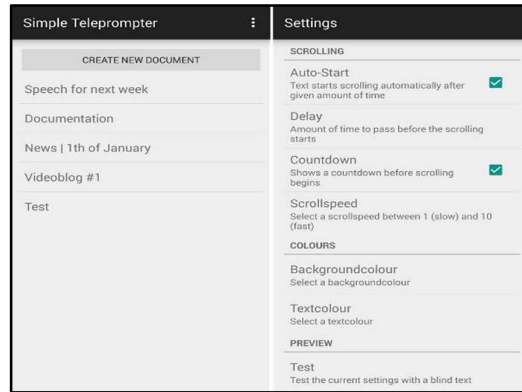 Simple Teleprompter
CREATE NEW DOCUMENT
Speech for next week
Documentation
News | 1th of January
Videoblog #1
Test
Settings
SCROLLING
Auto-Start
Text starts scrolling automatically after
given amount of time
Delay
Amount of time to pass before the scrolling
starts
Countdown
Shows a countdown before scrolling
begins
Scrollspeed
Select a scrollspeed between 1 (slow) and 10
(fast)
COLOURS
Backgroundcolour
Select a backgroundcolour
Textcolour
Select a textcolour
PREVIEW
Test
Test the current settings with a blind text